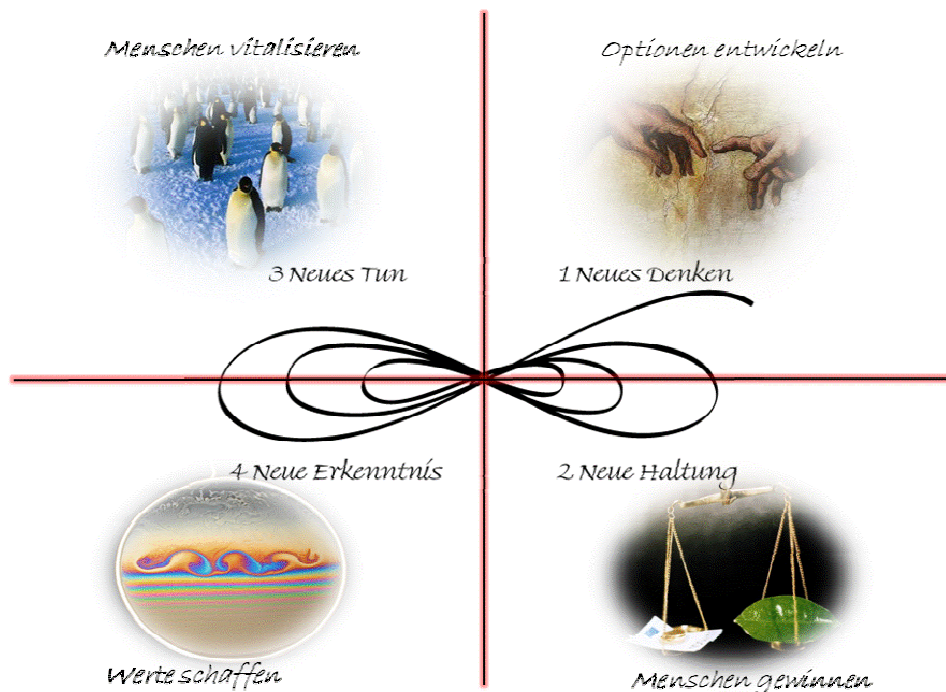 Menschen vitalisieren
Optionen entwickeln
3 Neues Tun
1 Neues Denken
4 Neue Erkenntnis
2 Neue Haltung
Werte schaffen
Menschen gewinnen